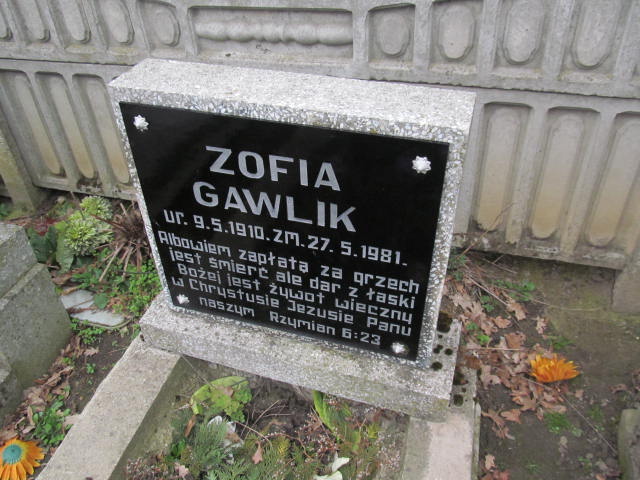 ZOFIA
GAWLIK
ur. 9.5.1910. zm. 27.5.1981.
Albowiem zapłatą za grzech
jest śmierć ale dar z łaski
Bożej jest żywot wieczny
w Chrystusie Jezusie Panu
naszym Rzymian 6:23